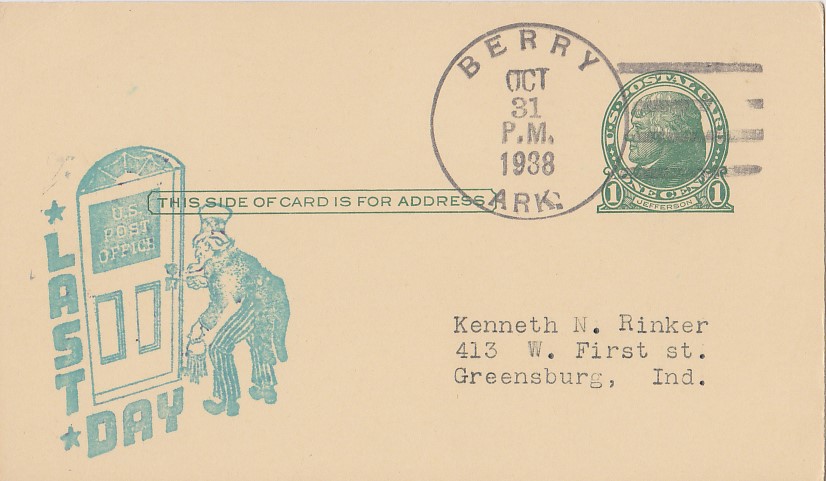 BERRY
OCT
31
P.M.
1938
ARK.
U.S. POSTAL CARD
1 ONE CENT 1
JEFFERSON
THIS SIDE OF CARD IS FOR ADDRESS
U.S.
POST
OFFICE
LAST
DAY
Kenneth N. Rinker
413 W. First st.
Greensburg, Ind.